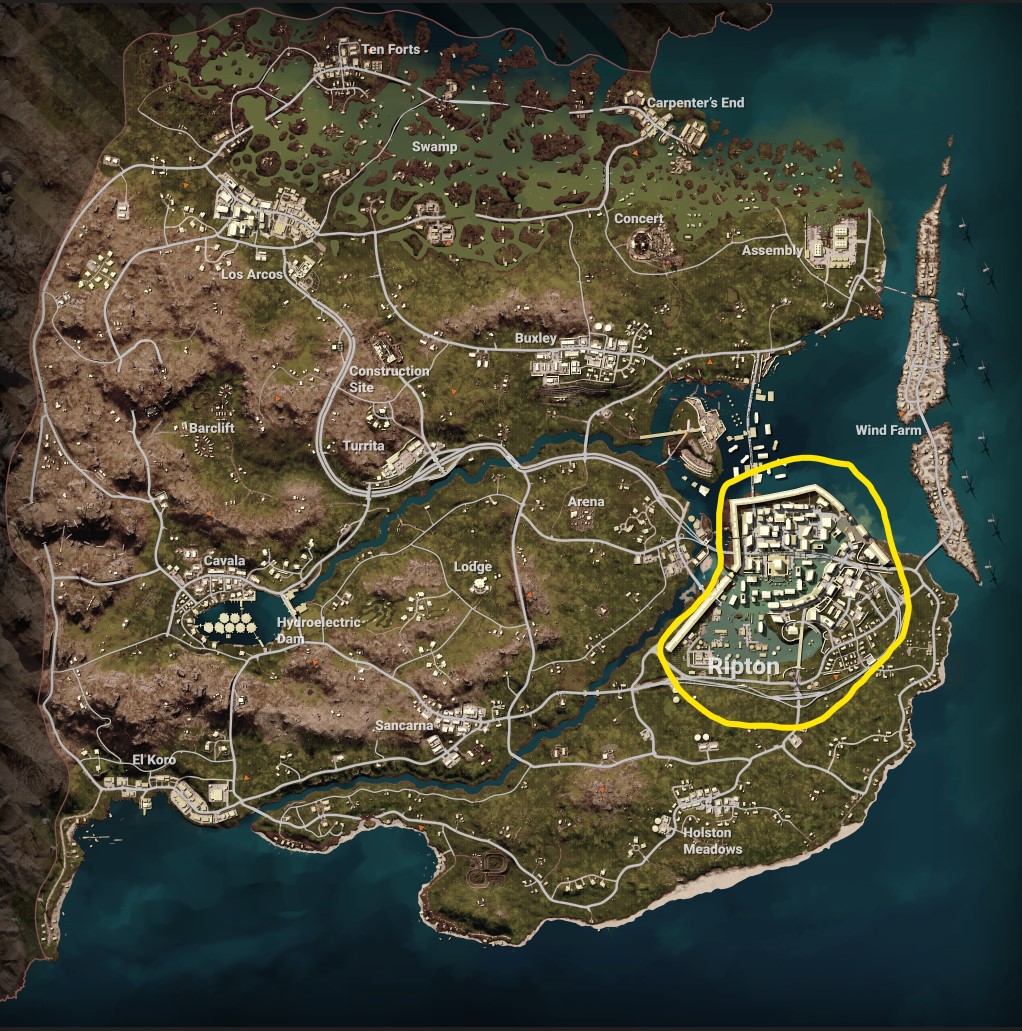 Ten Forts
Carpenter's End
Swamp
Concert
Assembly
Los Arcos
Buxley
Construction
Site
Barclift
Wind Farm
Turrita
Arena
Cavala
Lodge
Hydroelectric
Dam
Ripton
Sancarna
El Koro
Holston
Meadows